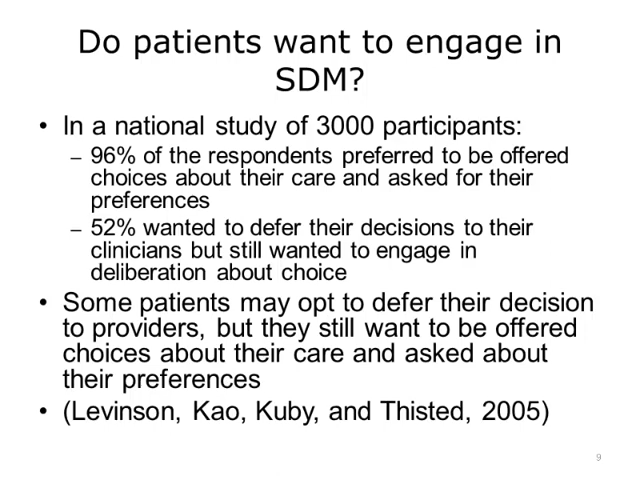 Do patients want to engage in
SDM?
• In a national study of 3000 participants:
– 96% of the respondents preferred to be offered
choices about their care and asked for their
preferences
– 52% wanted to defer their decisions to their
clinicians but still wanted to engage in
deliberation about choice
• Some patients may opt to defer their decision
to providers, but they still want to be offered
choices about their care and asked about
their preferences
• (Levinson, Kao, Kuby, and Thisted, 2005)
9